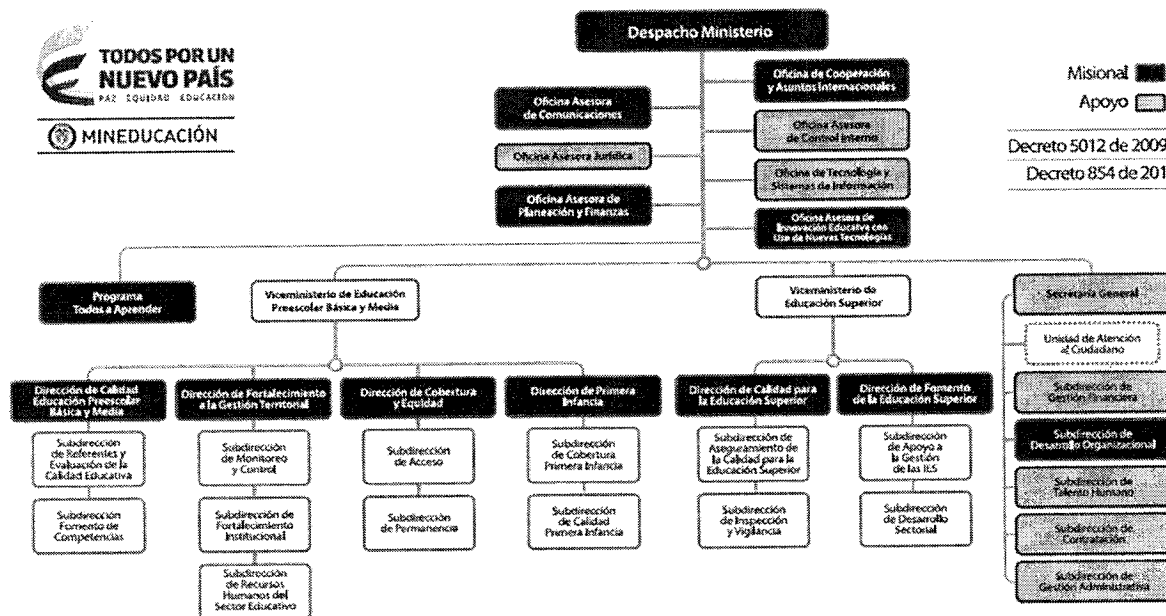 TODOS POR UN
NUEVO PAÍS
PAZ EQUIDAD EDUCACIÓN
MINEDUCACIÓN
Despacho Ministerio
Misional
Apoyo
Decreto 5012 de 2009
Decreto 854 de 201
Oficina Asesora
de Comunicaciones
Oficina de Cooperación
y Asuntos Internacionales
Oficina Asesora
de Control Interno
Oficina Asesora Jurídica
Oficina de Tecnología y
Sistemas de Información
Oficina Asesora de
Planeación y Finanzas
Oficina Asesora de
Innovación Educativa con
Uso de Nuevas Tecnologías
Programa
Todos a Aprender
Viceministerio de Educación
Preescolar Básica y Media
Viceministerio de
Educación Superior
Secretaría General
Unidad de Atención
al Ciudadano
Subdirección de
Gestión Financiera
Subdirección de
Desarrollo Organizacional
Subdirección de
Talento Humano
Subdirección de
Contratación
Subdirección de
Gestión Administrativa
Dirección de Calidad
Educación Preescolar
Básica y Media
Subdirección
de Referentes y
Evaluación de la
Calidad Educativa
Subdirección
Fomento de
Competencias
Dirección de Fortalecimiento
a la Gestión Territorial
Subdirección
de Monitoreo
y Control
Subdirección de
Fortalecimiento
Institucional
Subdirección
de Recursos
Humanos del
Sector Educativo
Dirección de Cobertura
y Equidad
Subdirección
de Acceso
Subdirección
de Permanencia
Dirección de Primera
Infancia
Subdirección
de Cobertura
Primera Infancia
Subdirección
de Calidad
Primera Infancia
Dirección de Calidad para
la Educación Superior
Subdirección de
Aseguramiento de
la Calidad para la
Educación Superior
Subdirección
de Inspección
y Vigilancia
Dirección de Fomento
de la Educación Superior
Subdirección
de Apoyo a
la Gestión
de las IES
Subdirección
de Desarrollo
Sectorial